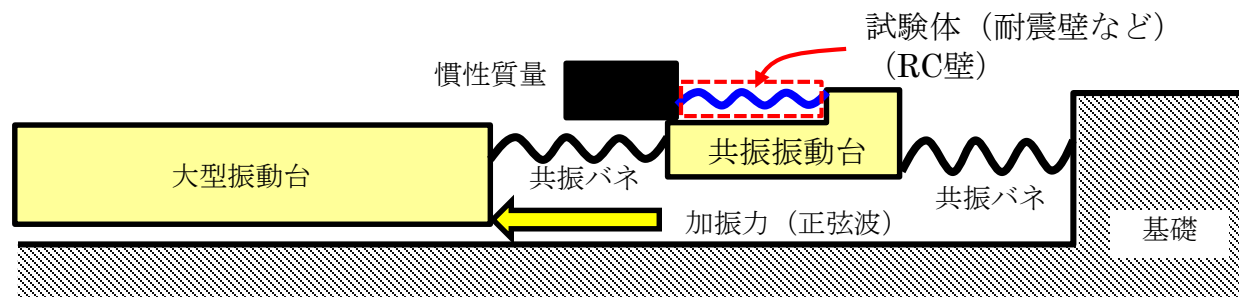 試験体（耐震壁など）
（RC壁）
慣性質量
大型振動台
共振バネ
共振振動台
共振バネ
加振力（正弦波）
基礎